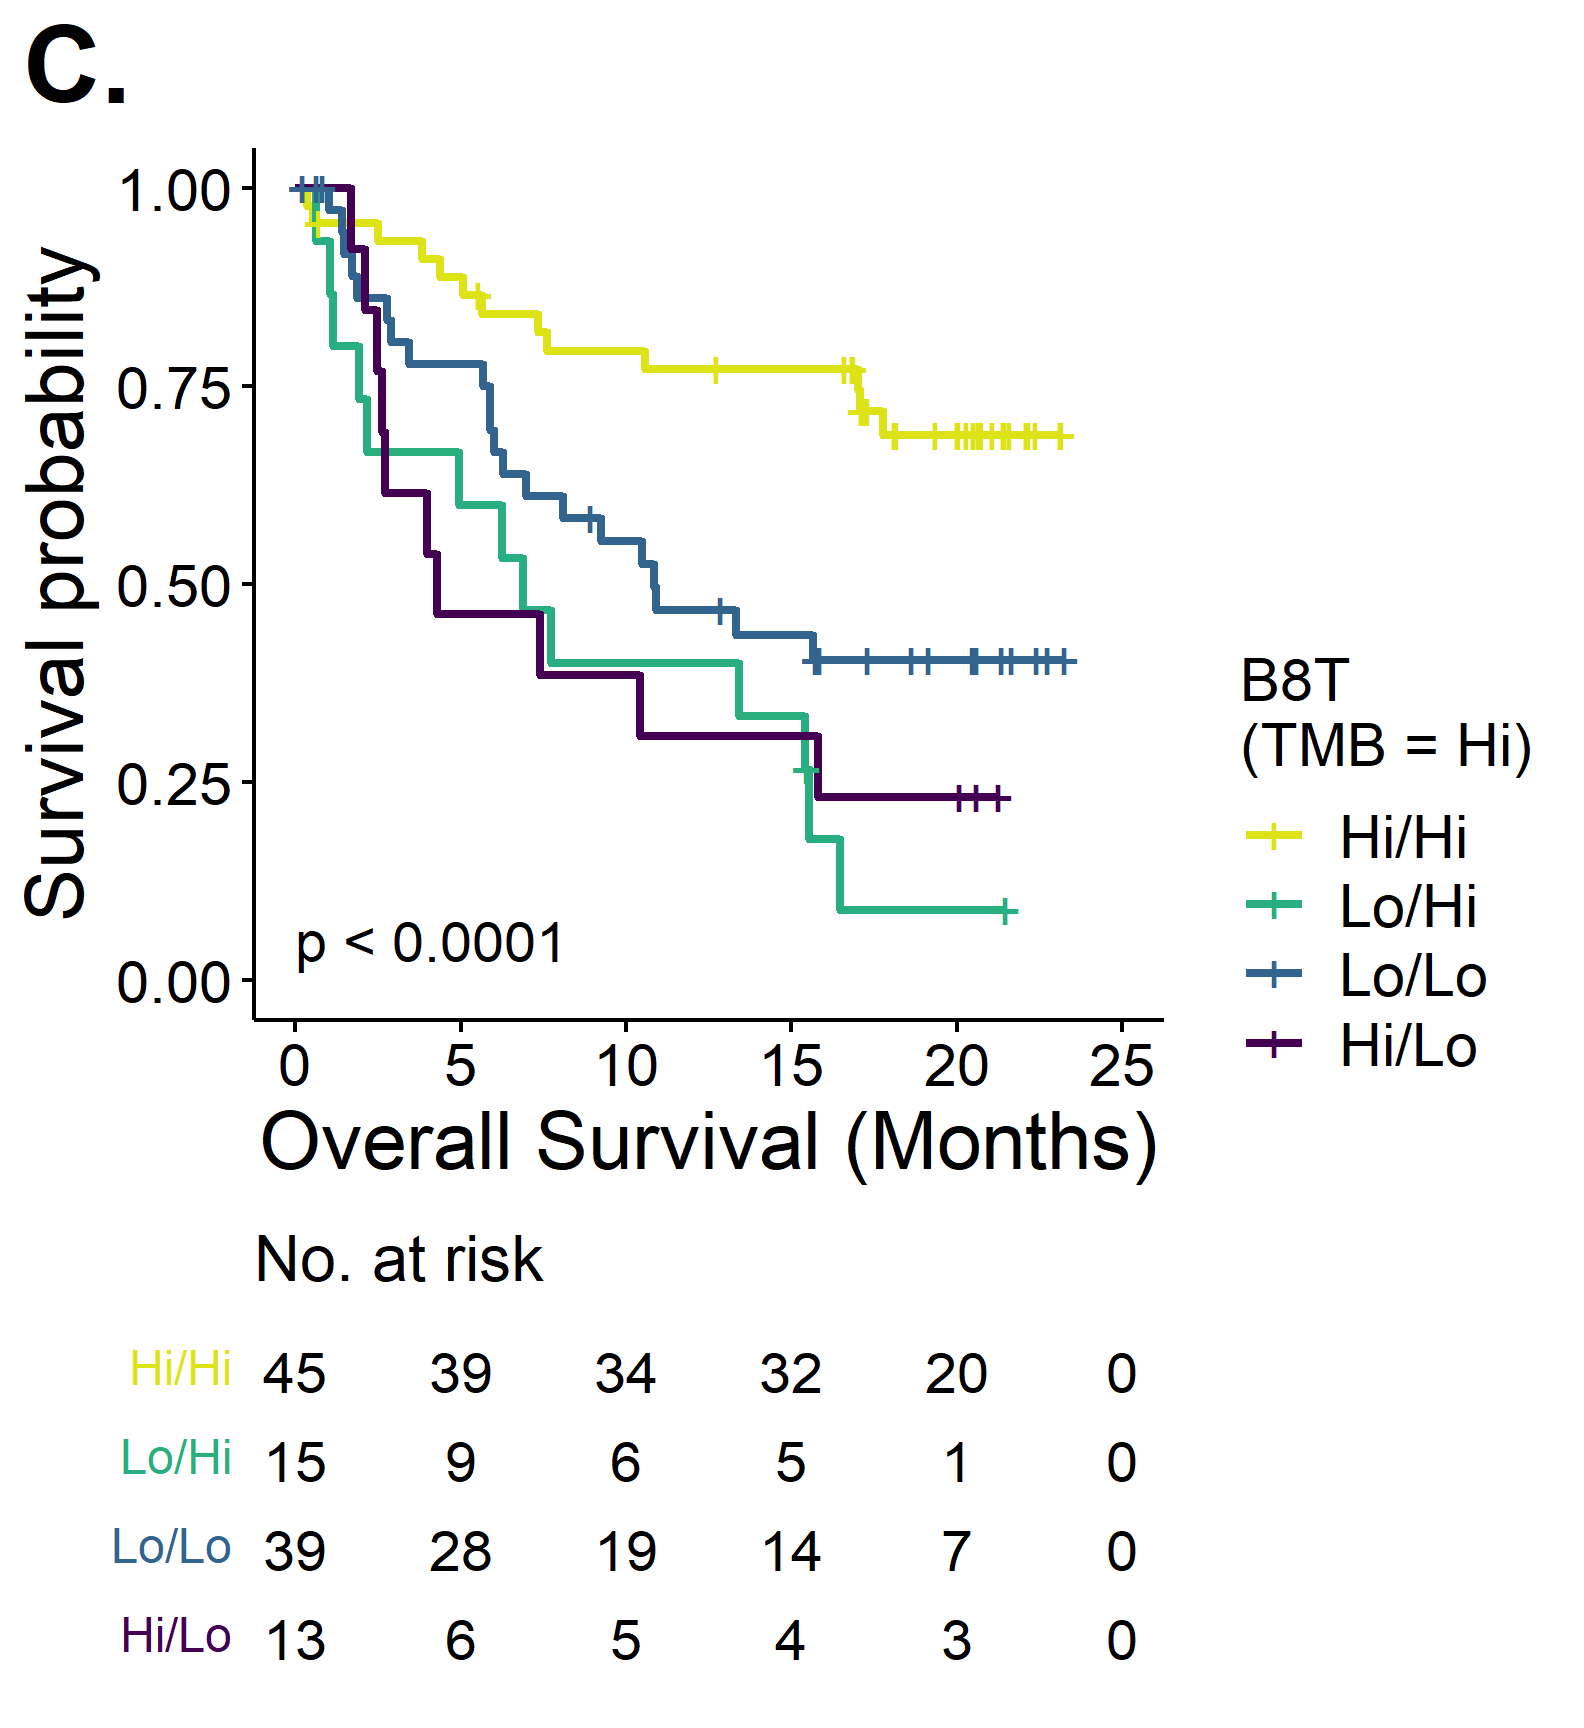 C.
Survival probability
1.00
0.75
0.50
0.25
0.00
p < 0.0001
0 5 10 15 20 25
Overall Survival (Months)
B8T
(TMB = Hi)
Hi/Hi
Lo/Hi
Lo/Lo
Hi/Lo
No. at risk
Hi/Hi 45 39 34 32 20 0
Lo/Hi 15 9 6 5 1 0
Lo/Lo 39 28 19 14 7 0
Hi/Lo 13 6 5 4 3 0